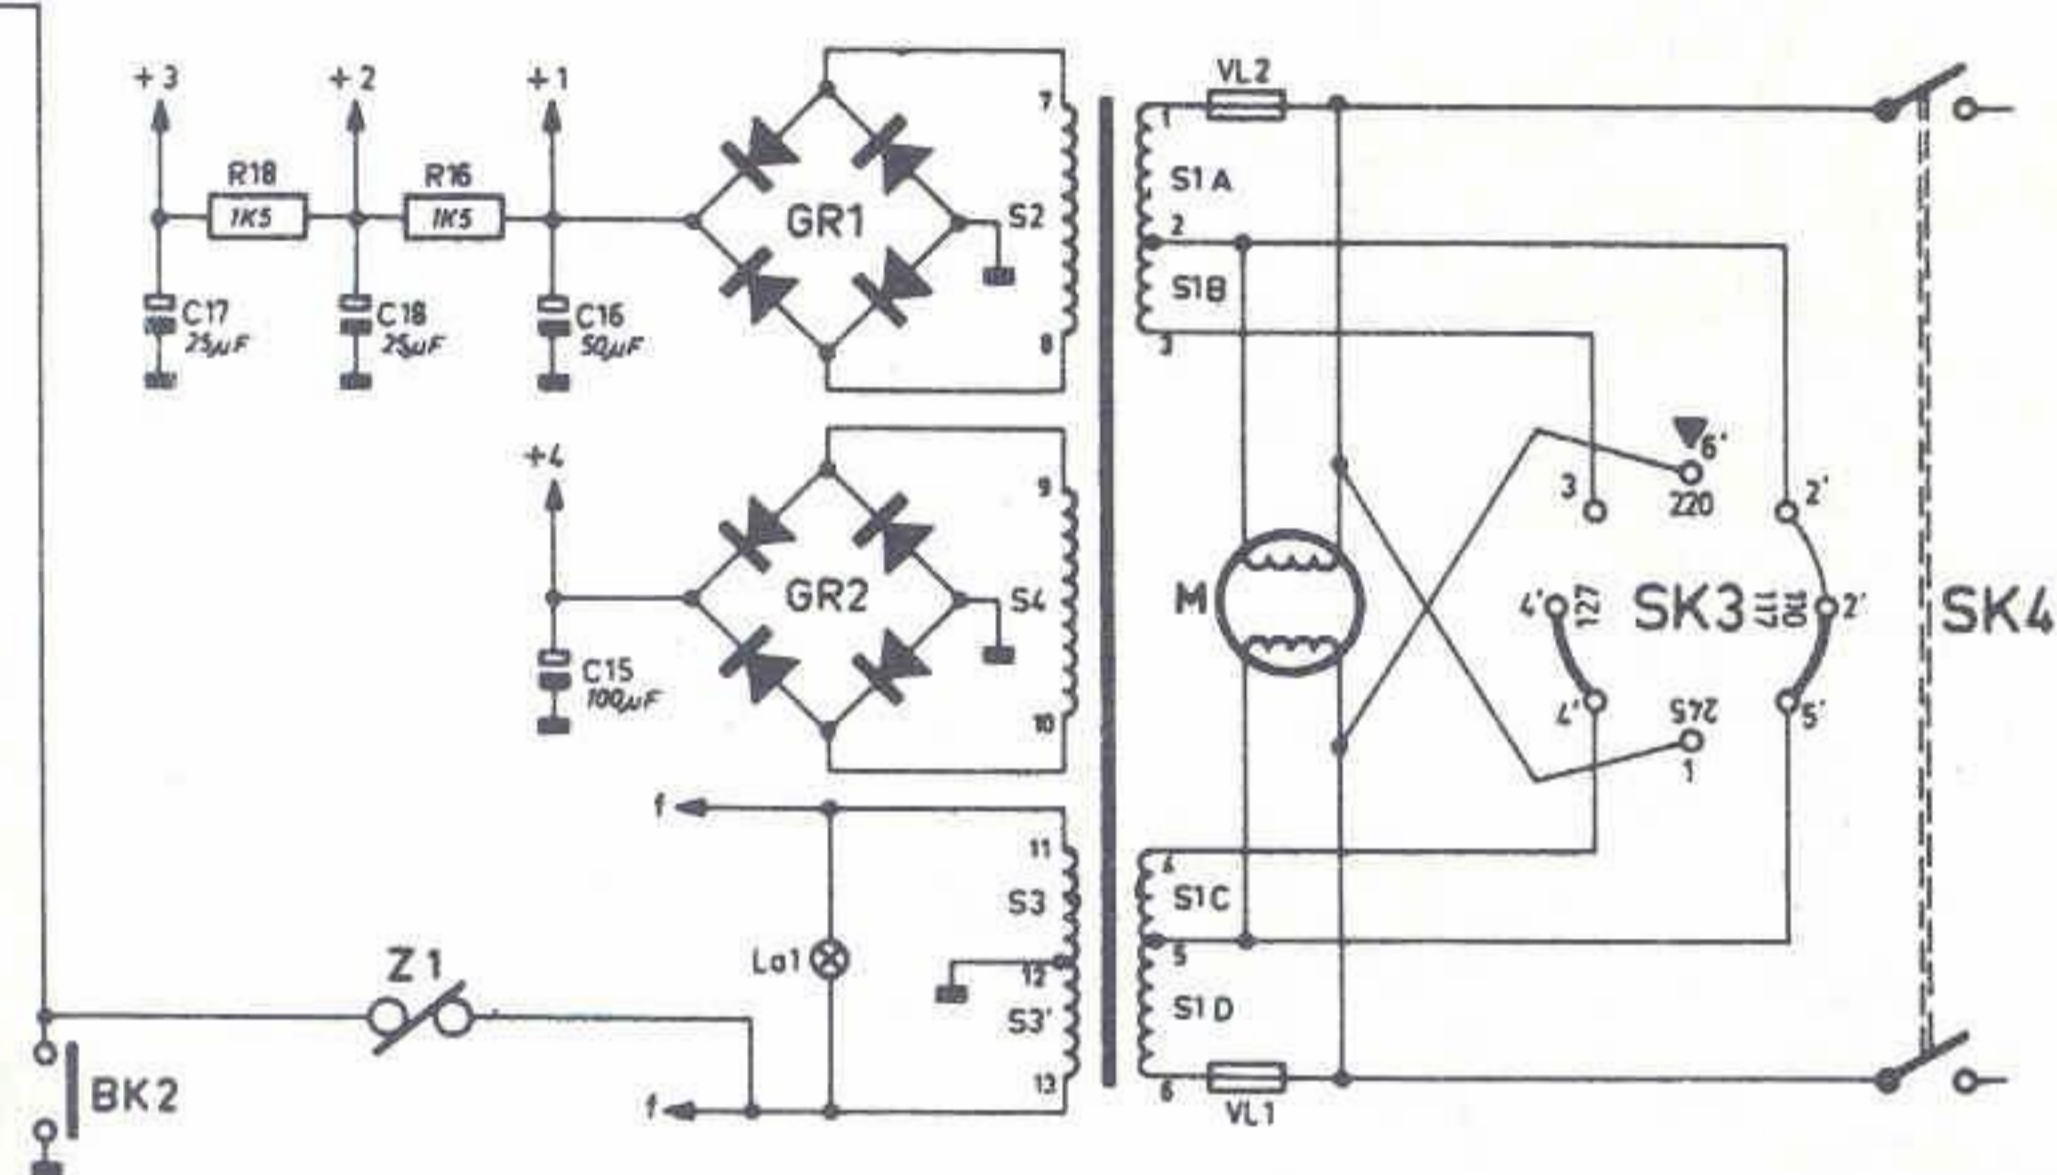 +3
+2
+1
R18
1K5
R16
1K5
C17
25µF
C18
25µF
C16
50µF
GR1
7
S2
8
+4
C15
100µF
GR2
9
S4
10
f
11
S3
La1
12
S3'
13
f
Z1
BK2
VL2
1
S1A
2
S1B
3
M
3
6'
220
2'
4'
127
SK3
117
110
2'
4'
245
1
5'
SK4
4
S1C
5
S1D
6
VL1